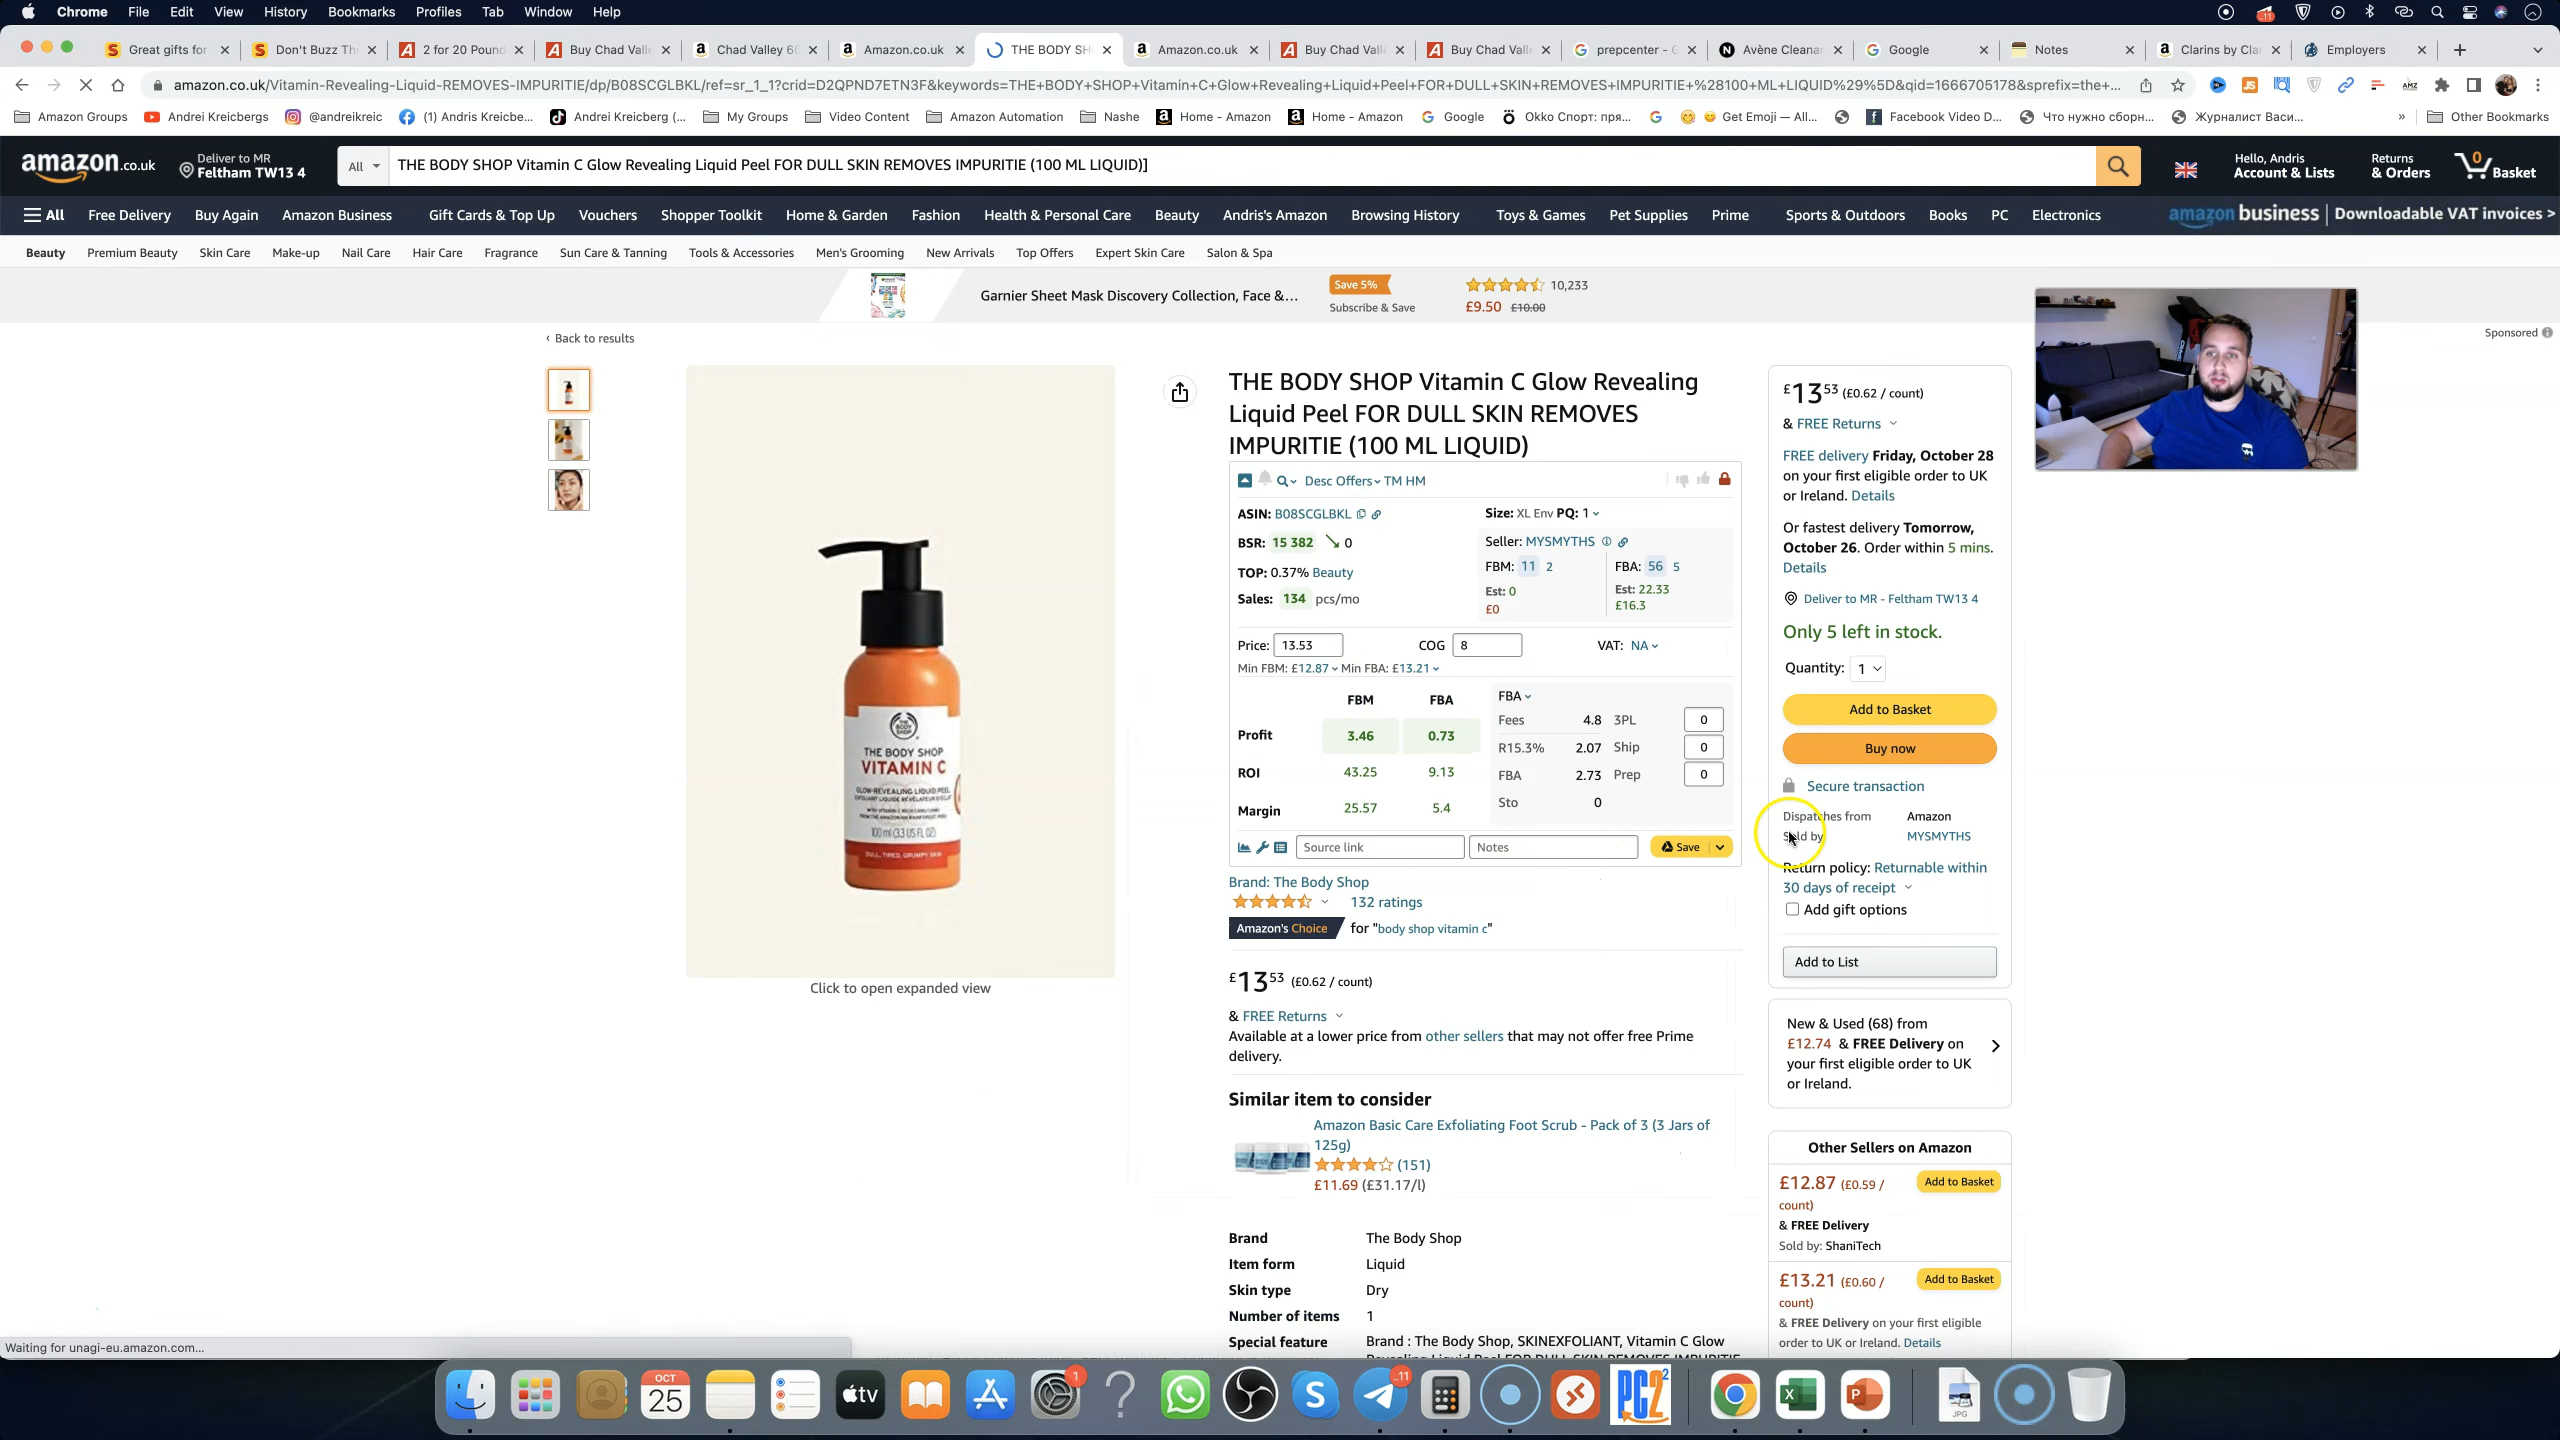 Chrome File Edit View History Bookmarks Profiles Tab Window Help
Great gifts for
Don't Buzz Th
2 for 20 Pound
Buy Chad Vall
Chad Valley 60
Amazon.co.uk
THE BODY SH
Amazon.co.uk
Buy Chad Vall
Buy Chad Vall
prepcenter - G
Avène Cleanar
Google
Notes
Clarins by Clar
Employers
amazon.co.uk/Vitamin-Revealing-Liquid-REMOVES-IMPURITIE/dp/B08SCGLBKL/ref=sr_1_1?crid=D2QPND7ETN3F&keywords=THE+BODY+SHOP+Vitamin+C+Glow+Revealing+Liquid+Peel+FOR+DULL+SKIN+REMOVES+IMPURITIE+%28100+ML+LIQUID%29%5D&qid=1666705178&sprefix=the+...
Amazon Groups Andrei Kreicbergs @andreikreic (1) Andris Kreicbe... Andrei Kreicberg (... My Groups Video Content Amazon Automation Nashe Home - Amazon Home - Amazon Google Okko Спорт: пря... Get Emoji — All... Facebook Video D... Что нужно сборн... Журналист Васи... » Other Bookmarks
amazon.co.uk
Deliver to MR
Feltham TW13 4
All
THE BODY SHOP Vitamin C Glow Revealing Liquid Peel FOR DULL SKIN REMOVES IMPURITIE (100 ML LIQUID)]
Hello, Andris
Account & Lists
Returns
& Orders
0
Basket
All Free Delivery Buy Again Amazon Business Gift Cards & Top Up Vouchers Shopper Toolkit Home & Garden Fashion Health & Personal Care Beauty Andris's Amazon Browsing History Toys & Games Pet Supplies Prime Sports & Outdoors Books PC Electronics
amazon business | Downloadable VAT invoices >
Beauty Premium Beauty Skin Care Make-up Nail Care Hair Care Fragrance Sun Care & Tanning Tools & Accessories Men's Grooming New Arrivals Top Offers Expert Skin Care Salon & Spa
Garnier Sheet Mask Discovery Collection, Face &...
Save 5%
Subscribe & Save
10,233
£9.50 £10.00
Sponsored
‹ Back to results
THE BODY SHOP
VITAMIN C
GLOW-REVEALING LIQUID PEEL
100 ml (3.3 US FL OZ)
DULL, TIRED, GRUMPY SKIN
Click to open expanded view
THE BODY SHOP Vitamin C Glow Revealing
Liquid Peel FOR DULL SKIN REMOVES
IMPURITIE (100 ML LIQUID)
Desc Offers TM HM
ASIN: B08SCGLBKL
Size: XL Env PQ: 1
BSR: 15 382 0
Seller: MYSMYTHS
TOP: 0.37% Beauty
FBM: 11 2 FBA: 56 5
Sales: 134 pcs/mo
Est: 0 Est: 22.33
£0 £16.3
Price: 13.53 COG 8 VAT: NA
Min FBM: £12.87 Min FBA: £13.21
FBM FBA
Profit 3.46 0.73
ROI 43.25 9.13
Margin 25.57 5.4
FBA
Fees 4.8 3PL 0
R15.3% 2.07 Ship 0
FBA 2.73 Prep 0
Sto 0
Source link Notes Save
Brand: The Body Shop
132 ratings
Amazon's Choice for "body shop vitamin c"
£13 53 (£0.62 / count)
& FREE Returns
Available at a lower price from other sellers that may not offer free Prime
delivery.
Similar item to consider
Amazon Basic Care Exfoliating Foot Scrub - Pack of 3 (3 Jars of
125g)
(151)
£11.69 (£31.17/l)
Brand The Body Shop
Item form Liquid
Skin type Dry
Number of items 1
Special feature Brand : The Body Shop, SKINEXFOLIANT, Vitamin C Glow
Revealing Liquid Peel FOR DULL SKIN REMOVES IMPURITIE
£13 53 (£0.62 / count)
& FREE Returns
FREE delivery Friday, October 28
on your first eligible order to UK
or Ireland. Details
Or fastest delivery Tomorrow,
October 26. Order within 5 mins.
Details
Deliver to MR - Feltham TW13 4
Only 5 left in stock.
Quantity: 1
Add to Basket
Buy now
Secure transaction
Dispatches from Amazon
Sold by MYSMYTHS
Return policy: Returnable within
30 days of receipt
Add gift options
Add to List
New & Used (68) from
£12.74 & FREE Delivery on
your first eligible order to UK
or Ireland.
Other Sellers on Amazon
£12.87 (£0.59 /
count)
Add to Basket
& FREE Delivery
Sold by: ShaniTech
£13.21 (£0.60 /
count)
Add to Basket
& FREE Delivery on your first eligible
order to UK or Ireland. Details
Waiting for unagi-eu.amazon.com...
OCT
25
tv
1
11
PC2
JPG